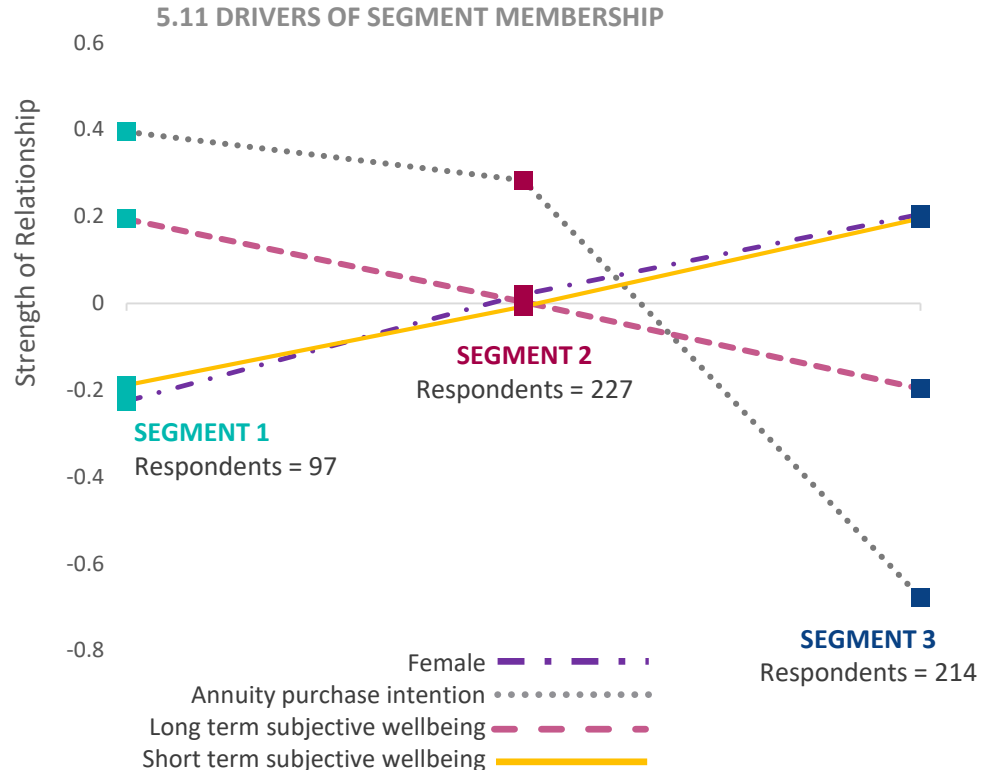 5.11 DRIVERS OF SEGMENT MEMBERSHIP
Strength of Relationship
0.6
0.4
0.2
0
-0.2
-0.4
-0.6
-0.8
SEGMENT 1
Respondents = 97
SEGMENT 2
Respondents = 227
SEGMENT 3
Respondents = 214
Female
Annuity purchase intention
Long term subjective wellbeing
Short term subjective wellbeing